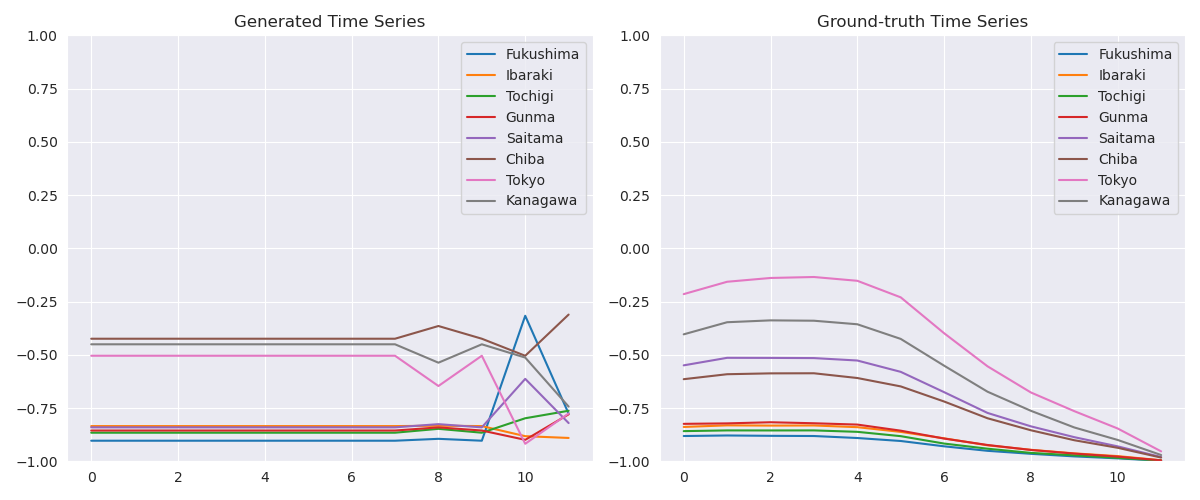 Generated Time Series
1.00
0.75
0.50
0.25
0.00
−0.25
−0.50
−0.75
−1.00
0 2 4 6 8 10
Fukushima
Ibaraki
Tochigi
Gunma
Saitama
Chiba
Tokyo
Kanagawa
Ground-truth Time Series
1.00
0.75
0.50
0.25
0.00
−0.25
−0.50
−0.75
−1.00
0 2 4 6 8 10
Fukushima
Ibaraki
Tochigi
Gunma
Saitama
Chiba
Tokyo
Kanagawa